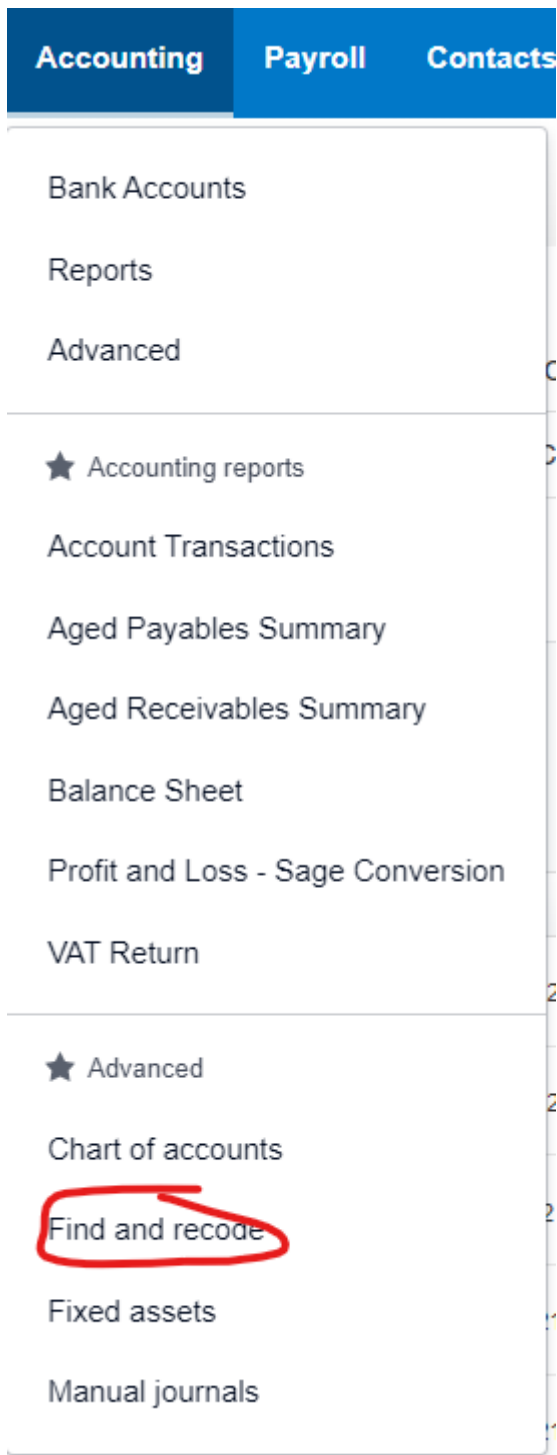 Accounting Payroll Contacts
Bank Accounts
Reports
Advanced
Accounting reports
Account Transactions
Aged Payables Summary
Aged Receivables Summary
Balance Sheet
Profit and Loss - Sage Conversion
VAT Return
Advanced
Chart of accounts
Find and recode
Fixed assets
Manual journals